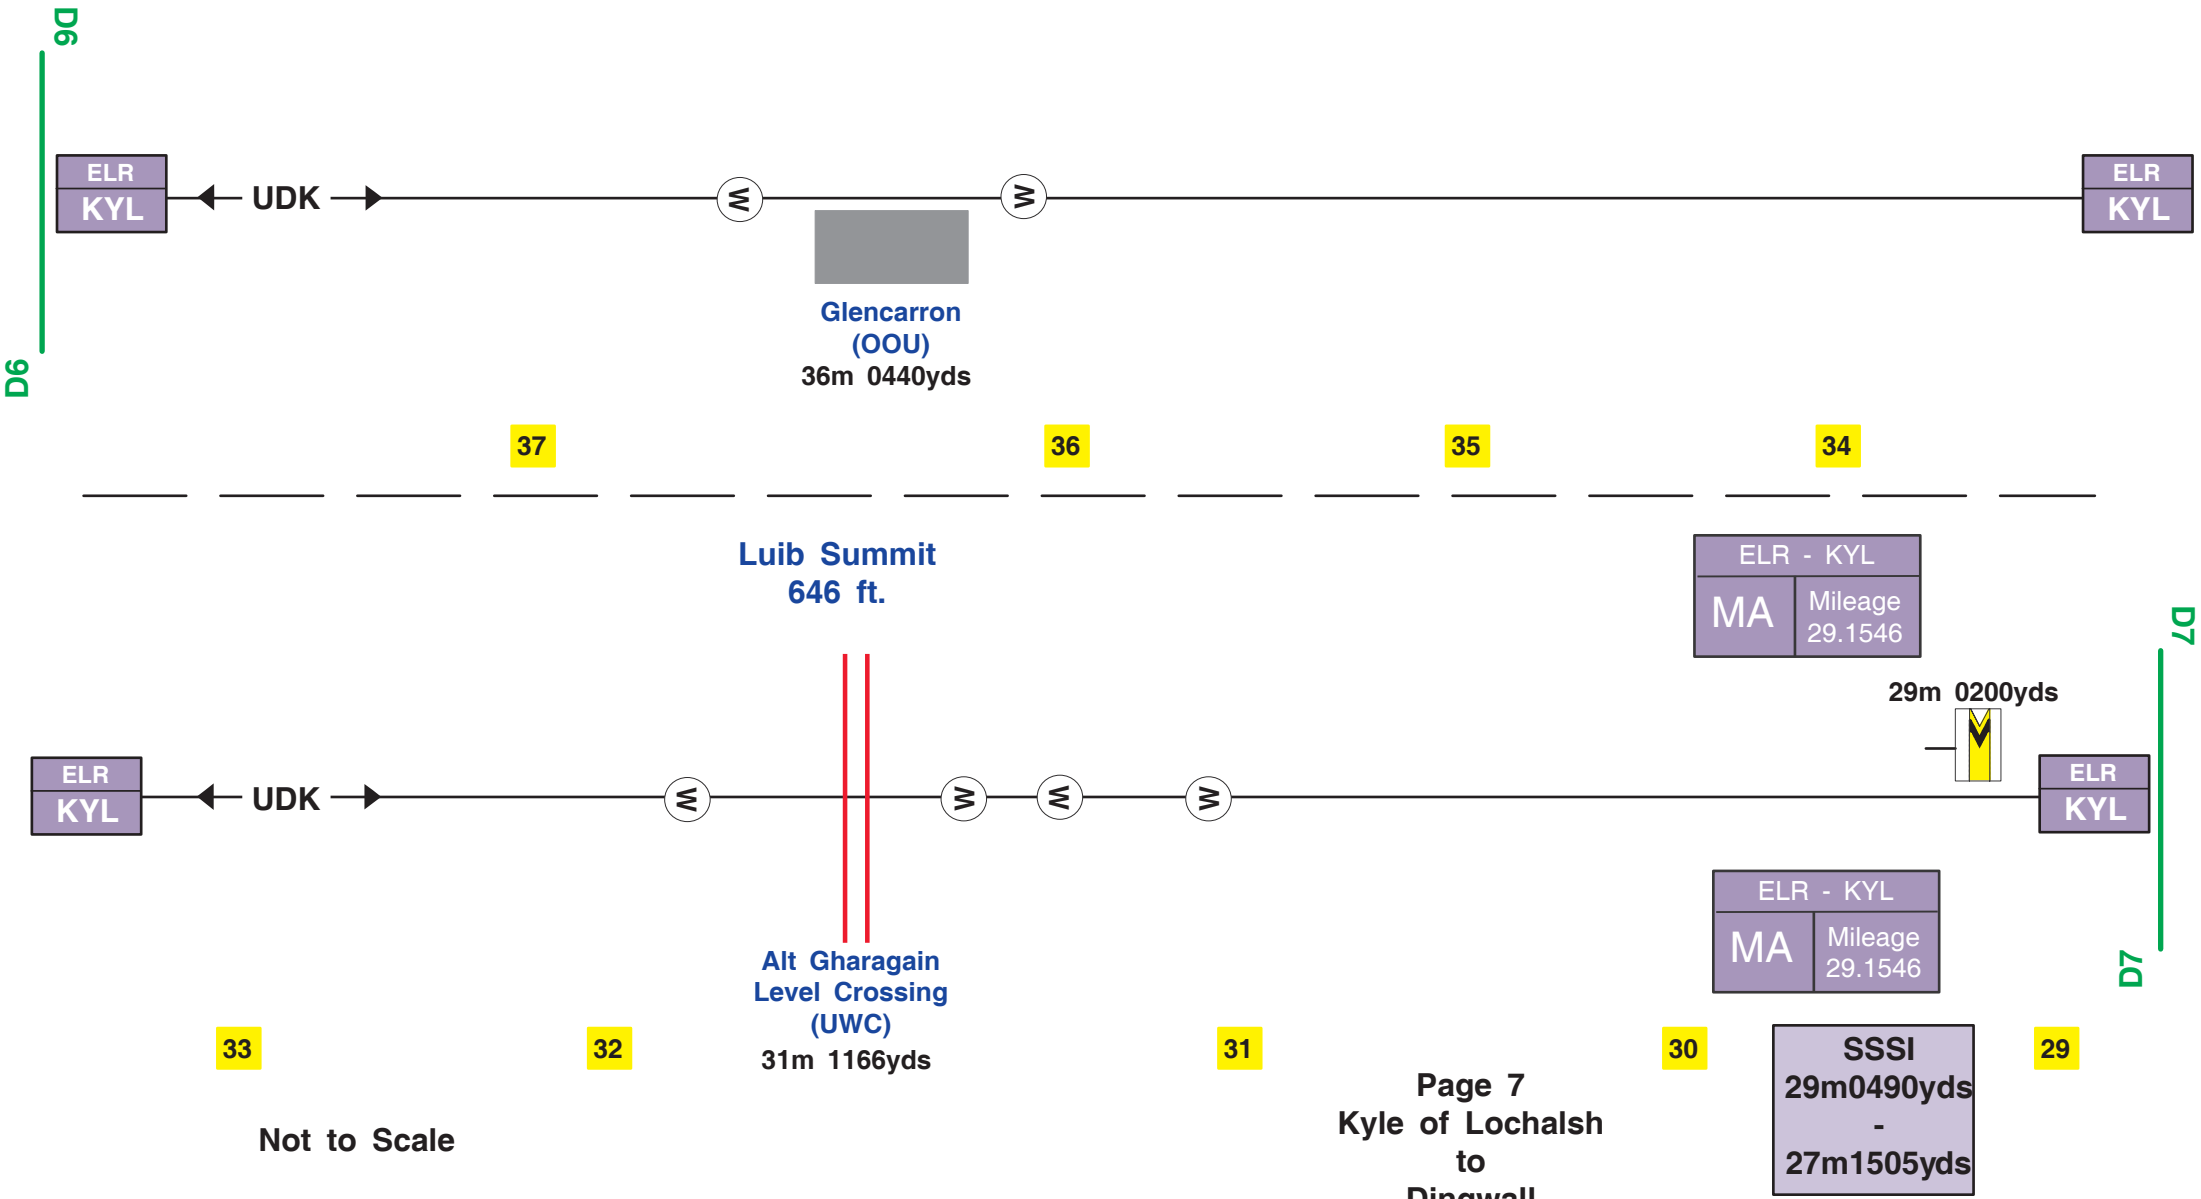 D6
ELR
KYL
UDK
W
W
ELR
KYL
Glencarron
(OOU)
36m 0440yds
D6
37
36
35
34
Luib Summit
646 ft.
ELR - KYL
MA
Mileage
29.1546
D7
29m 0200yds
ELR
KYL
UDK
W
W
W
W
ELR
KYL
ELR - KYL
MA
Mileage
29.1546
D7
Alt Gharagain
Level Crossing
(UWC)
31m 1166yds
33
32
31
30
29
SSSI
29m0490yds
-
27m1505yds
Page 7
Kyle of Lochalsh
to
Dingwall
Not to Scale